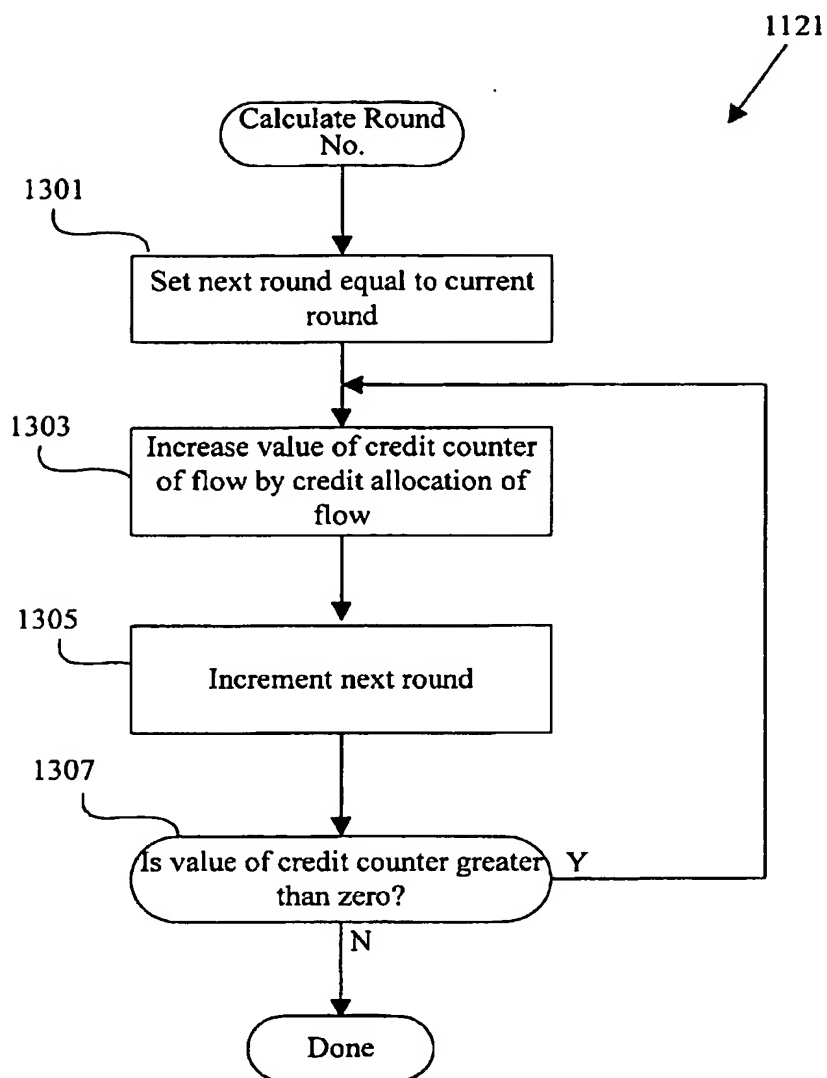 1121
Calculate Round
No.
1301
Set next round equal to current
round
1303
Increase value of credit counter
of flow by credit allocation of
flow
1305
Increment next round
1307
Is value of credit counter greater
than zero?
Y
N
Done